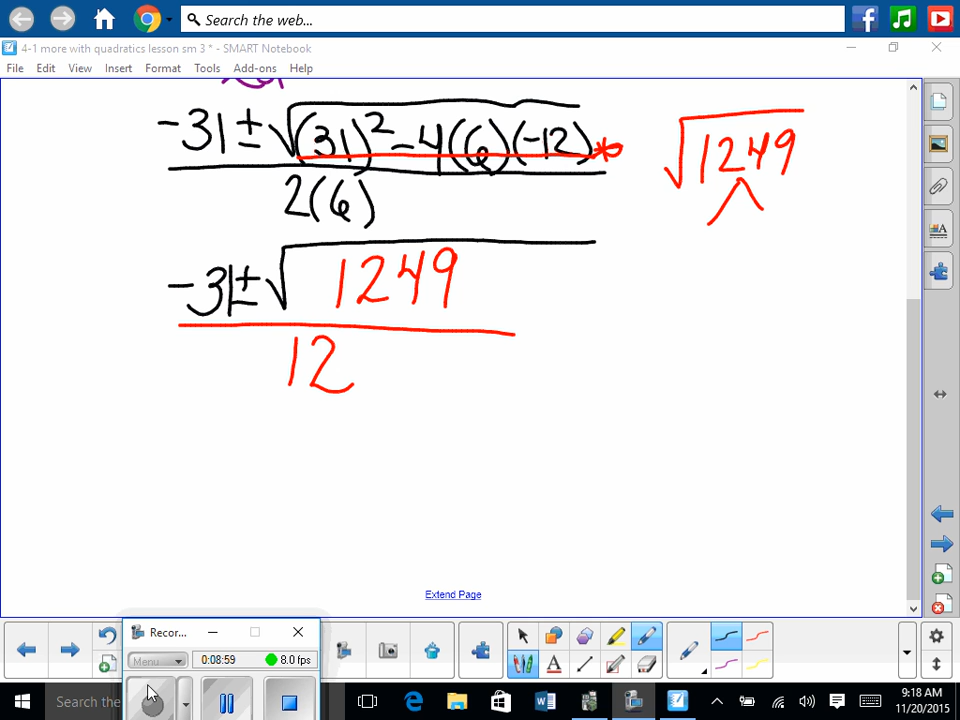 Search the web...
4-1 more with quadratics lesson sm 3 * - SMART Notebook
File Edit View Insert Format Tools Add-ons Help
-31 ± √(31)² - 4(6)(-12) *
2(6)
√1249
-31 ± √1249
12
Extend Page
Recor...
Menu
0:08:59
8.0 fps
Search the
9:18 AM
11/20/2015